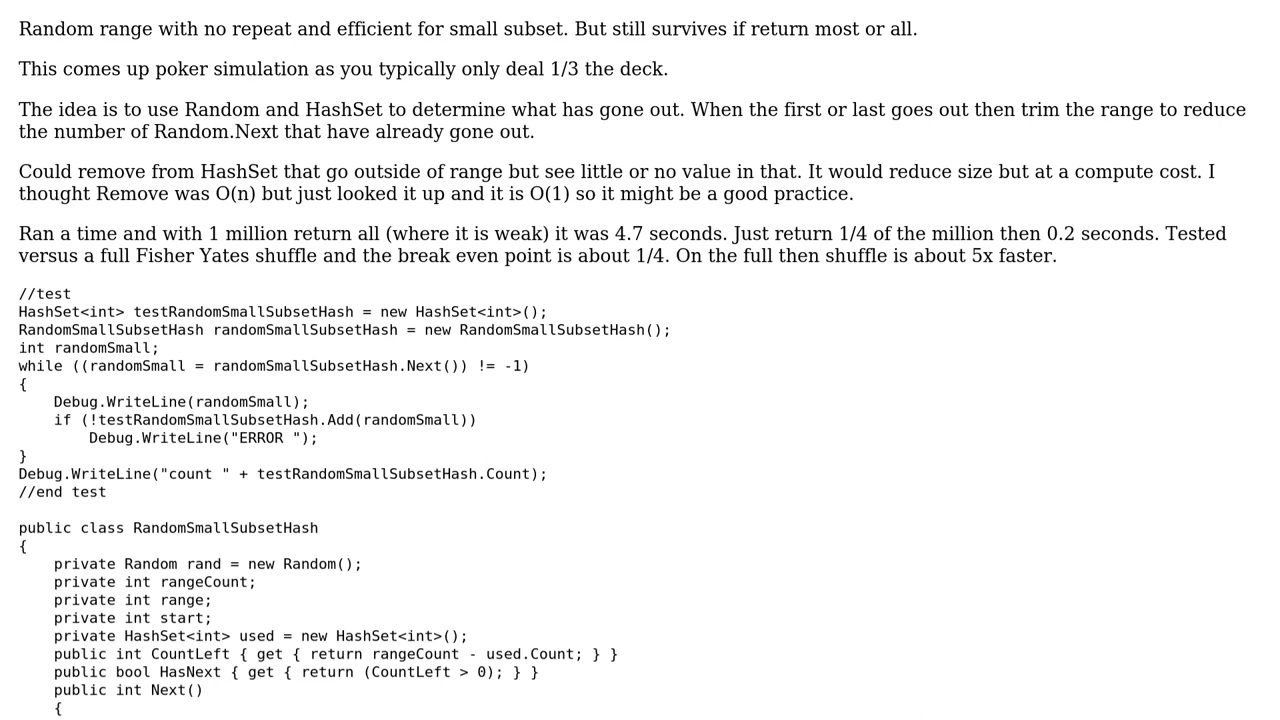 Random range with no repeat and efficient for small subset. But still survives if return most or all.
This comes up poker simulation as you typically only deal 1/3 the deck.
The idea is to use Random and HashSet to determine what has gone out. When the first or last goes out then trim the range to reduce
the number of Random.Next that have already gone out.
Could remove from HashSet that go outside of range but see little or no value in that. It would reduce size but at a compute cost. I
thought Remove was O(n) but just looked it up and it is O(1) so it might be a good practice.
Ran a time and with 1 million return all (where it is weak) it was 4.7 seconds. Just return 1/4 of the million then 0.2 seconds. Tested
versus a full Fisher Yates shuffle and the break even point is about 1/4. On the full then shuffle is about 5x faster.
//test
HashSet<int> testRandomSmallSubsetHash = new HashSet<int>();
RandomSmallSubsetHash randomSmallSubsetHash = new RandomSmallSubsetHash();
int randomSmall;
while ((randomSmall = randomSmallSubsetHash.Next()) != -1)
{
    Debug.WriteLine(randomSmall);
    if (!testRandomSmallSubsetHash.Add(randomSmall))
        Debug.WriteLine("ERROR ");
}
Debug.WriteLine("count " + testRandomSmallSubsetHash.Count);
//end test
public class RandomSmallSubsetHash
{
    private Random rand = new Random();
    private int rangeCount;
    private int range;
    private int start;
    private HashSet<int> used = new HashSet<int>();
    public int CountLeft { get { return rangeCount - used.Count; } }
    public bool HasNext { get { return (CountLeft > 0); } }
    public int Next()
    {